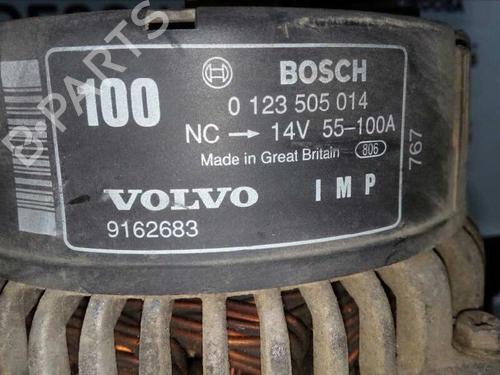 100
BOSCH
0 123 505 014
NC → 14V 55–100A
Made in Great Britain 806
767
VOLVO IMP
9162683
B-PARTS